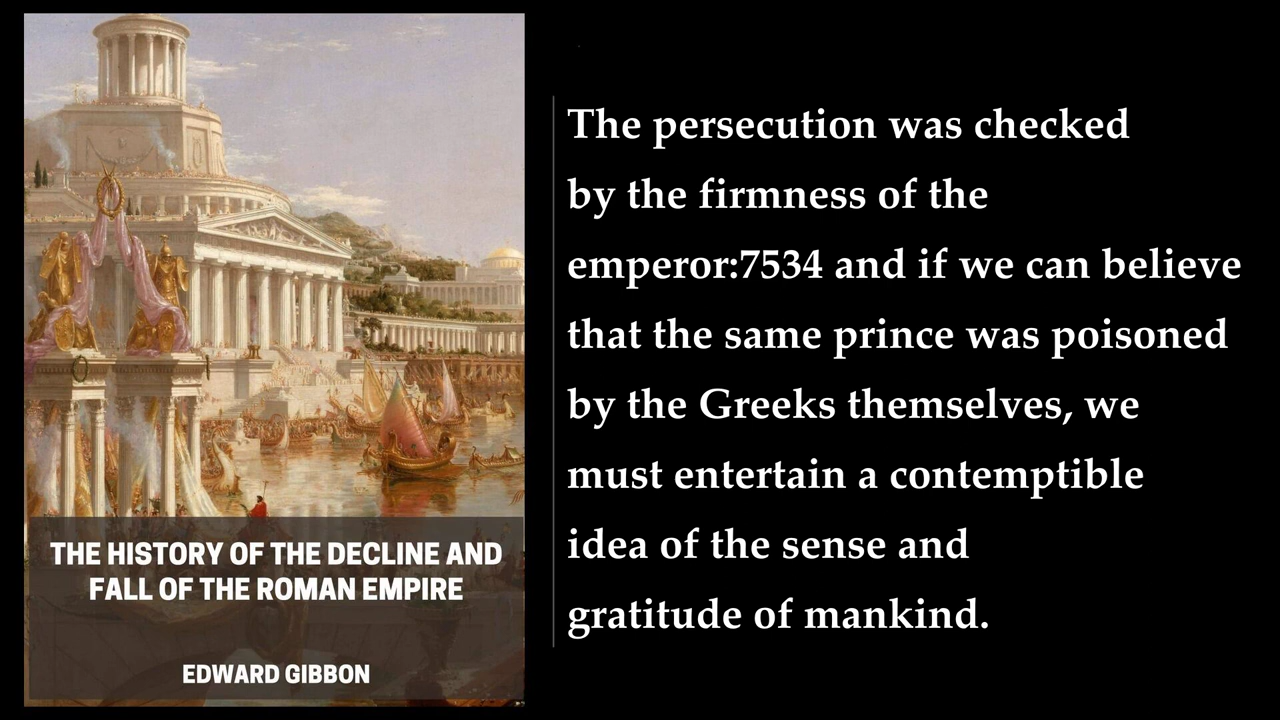 THE HISTORY OF THE DECLINE AND
FALL OF THE ROMAN EMPIRE
EDWARD GIBBON
The persecution was checked
by the firmness of the
emperor:7534 and if we can believe
that the same prince was poisoned
by the Greeks themselves, we
must entertain a contemptible
idea of the sense and
gratitude of mankind.